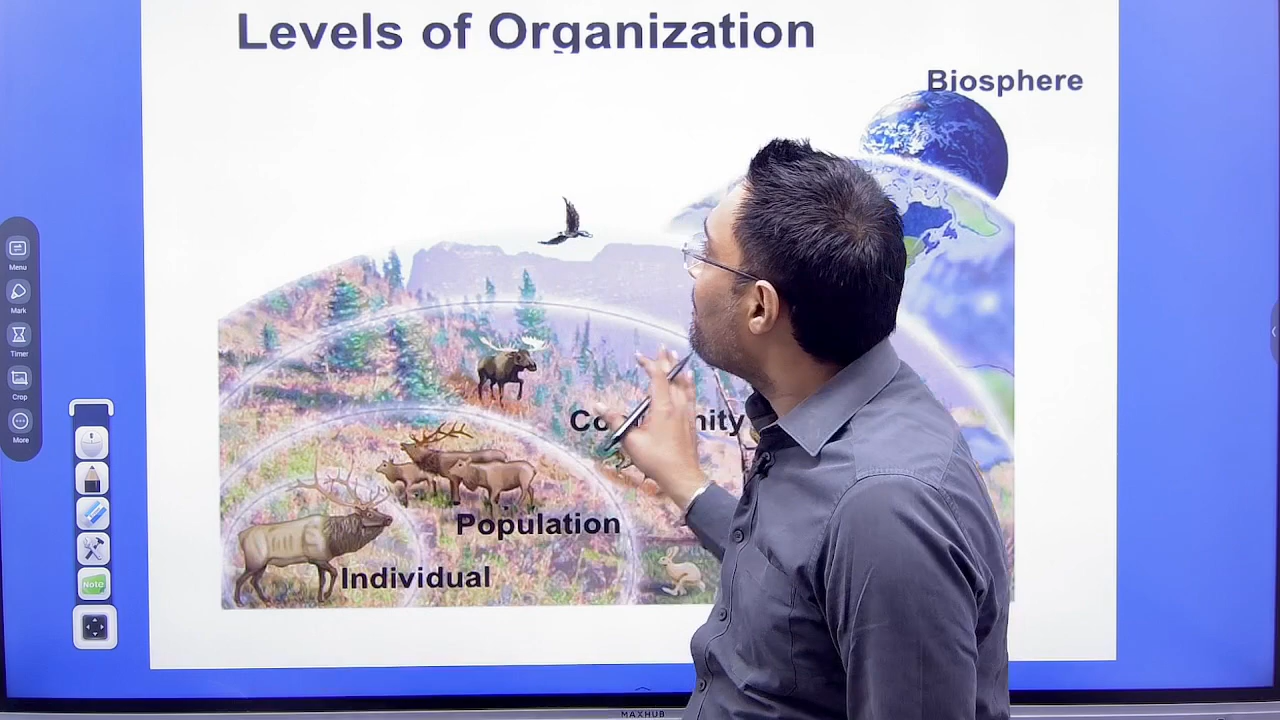 Levels of Organization
Biosphere
Population
Individual
Menu
Mark
Timer
Crop
More
Note
MAXHUB